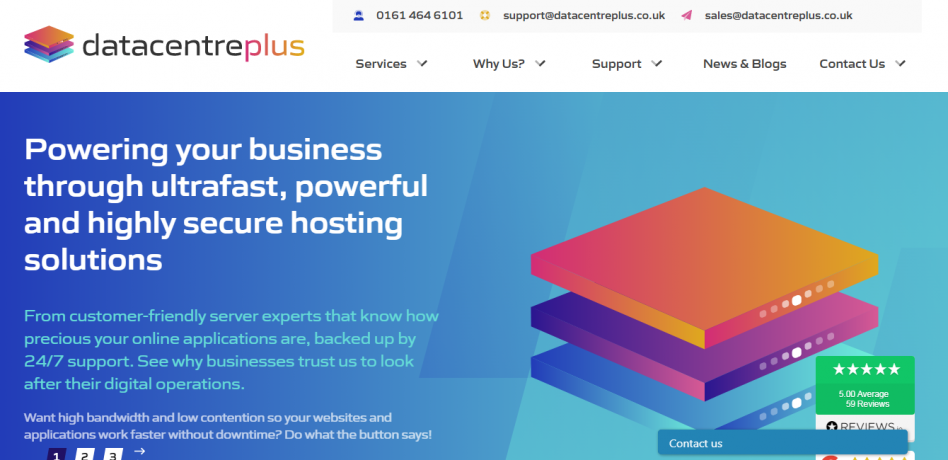 0161 464 6101 support@datacentreplus.co.uk sales@datacentreplus.co.uk
datacentreplus
Services Why Us? Support News & Blogs Contact Us
Powering your business
through ultrafast, powerful
and highly secure hosting
solutions
From customer-friendly server experts that know how
precious your online applications are, backed up by
24/7 support. See why businesses trust us to look
after their digital operations.
Want high bandwidth and low contention so your websites and
applications work faster without downtime? Do what the button says!
1 2 3
5.00 Average
59 Reviews
REVIEWS
Contact us